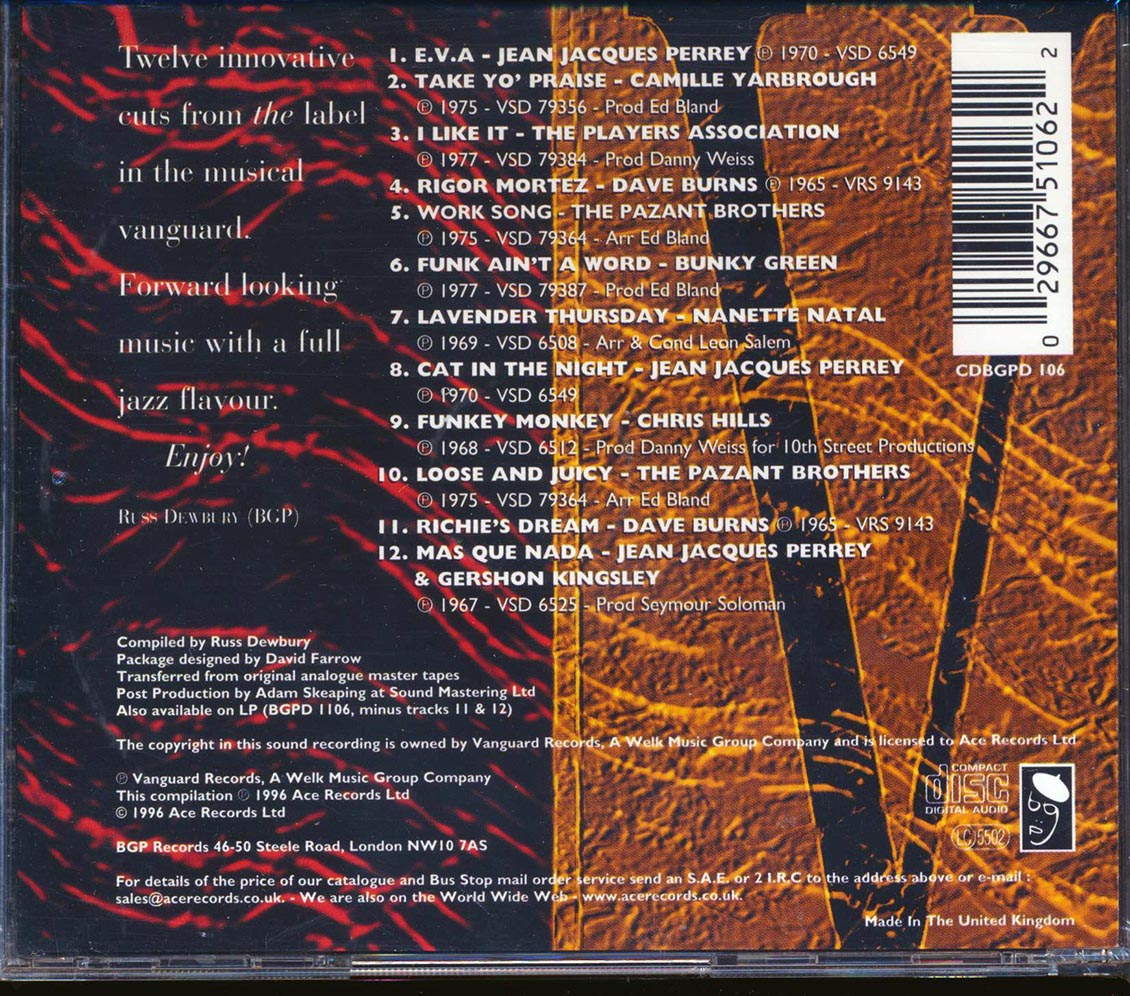 Twelve innovative
cuts from the label
in the musical
vanguard.
Forward looking
music with a full
jazz flavour.
Enjoy!
Russ Dewbury (BGP)
1. E.V.A - JEAN JACQUES PERREY ℗ 1970 - VSD 6549
2. TAKE YO' PRAISE - CAMILLE YARBROUGH
℗ 1975 - VSD 79356 - Prod Ed Bland
3. I LIKE IT - THE PLAYERS ASSOCIATION
℗ 1977 - VSD 79384 - Prod Danny Weiss
4. RIGOR MORTEZ - DAVE BURNS ℗ 1965 - VRS 9143
5. WORK SONG - THE PAZANT BROTHERS
℗ 1975 - VSD 79364 - Arr Ed Bland
6. FUNK AIN'T A WORD - BUNKY GREEN
℗ 1977 - VSD 79387 - Prod Ed Bland
7. LAVENDER THURSDAY - NANETTE NATAL
℗ 1969 - VSD 6508 - Arr & Cond Leon Salem
8. CAT IN THE NIGHT - JEAN JACQUES PERREY
℗ 1970 - VSD 6549
9. FUNKEY MONKEY - CHRIS HILLS
℗ 1968 - VSD 6512 - Prod Danny Weiss for 10th Street Productions
10. LOOSE AND JUICY - THE PAZANT BROTHERS
℗ 1975 - VSD 79364 - Arr Ed Bland
11. RICHIE'S DREAM - DAVE BURNS ℗ 1965 - VRS 9143
12. MAS QUE NADA - JEAN JACQUES PERREY
& GERSHON KINGSLEY
℗ 1967 - VSD 6525 - Prod Seymour Soloman
0 29667 51062 2
CDBGPD 106
Compiled by Russ Dewbury
Package designed by David Farrow
Transferred from original analogue master tapes
Post Production by Adam Skeaping at Sound Mastering Ltd
Also available on LP (BGPD 1106, minus tracks 11 & 12)
The copyright in this sound recording is owned by Vanguard Records, A Welk Music Group Company and is licensed to Ace Records Ltd
℗ Vanguard Records, A Welk Music Group Company
This compilation ℗ 1996 Ace Records Ltd
© 1996 Ace Records Ltd
COMPACT
disc
DIGITAL AUDIO
LC 5502
BGP Records 46-50 Steele Road, London NW10 7AS
For details of the price of our catalogue and Bus Stop mail order service send an S.A.E. or 2 I.R.C to the address above or e-mail :
sales@acerecords.co.uk. - We are also on the World Wide Web - www.acerecords.co.uk.
Made In The United Kingdom